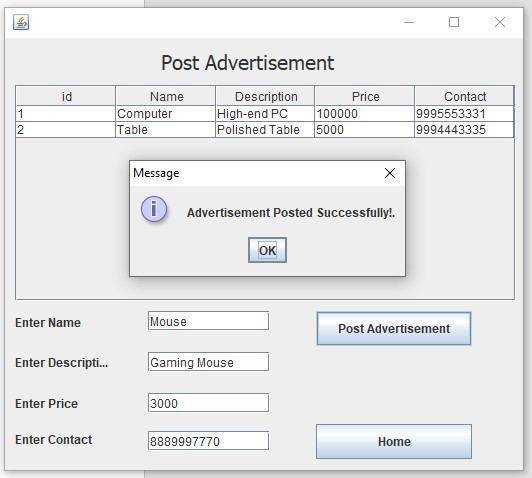 Post Advertisement
id Name Description Price Contact
1 Computer High-end PC 100000 9995553331
2 Table Polished Table 5000 9994443335
Message
Advertisement Posted Successfully!.
OK
Enter Name Mouse Post Advertisement
Enter Descripti... Gaming Mouse
Enter Price 3000
Enter Contact 8889997770 Home